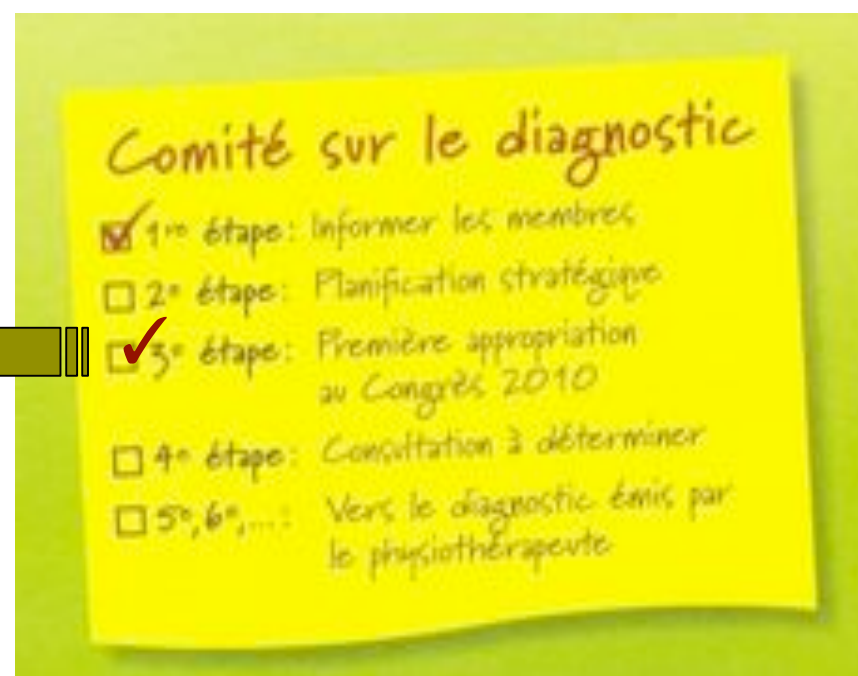 Comité sur le diagnostic
1re étape: Informer les membres
2e étape: Planification stratégique
3e étape: Première appropriation
au Congrès 2010
4e étape: Consultation à déterminer
5e, 6e, ...: Vers le diagnostic émis par
le physiothérapeute